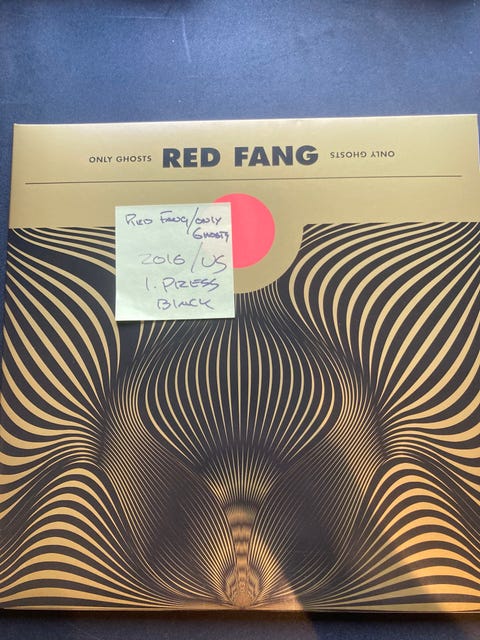 ONLY GHOSTS RED FANG ONLY GHOSTS
RED FANG/ONLY
GHOSTS
2016/US
1. PRESS
BLACK